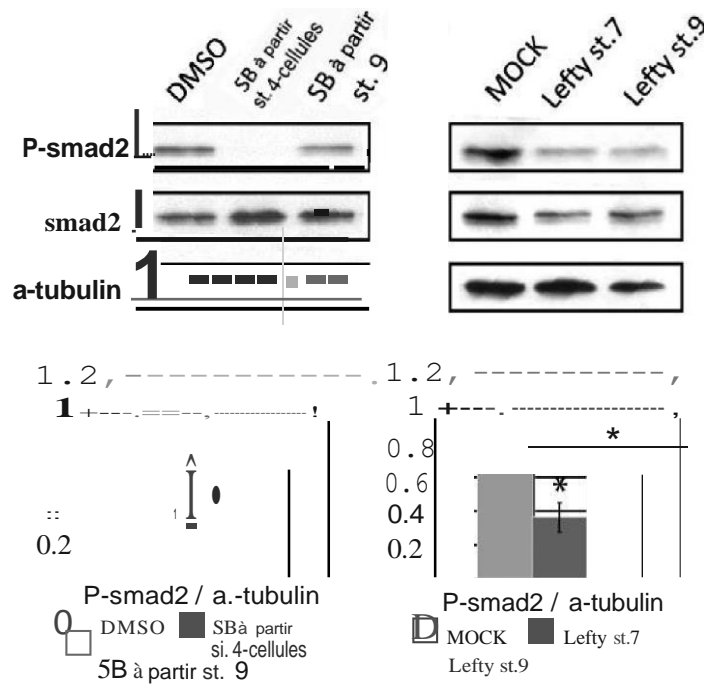 DMSO
SB à partir
st. 4-cellules
SB à partir
st. 9
MOCK
Lefty st.7
Lefty st.9
P-smad2
smad2
a-tubulin
1.2,
1
0.2
1.2,
1
*
0.8
0.6
*
0.4
0.2
P-smad2 / a.-tubulin
DMSO
SBà partir
si. 4-cellules
5B à partir st. 9
P-smad2 / a-tubulin
MOCK
Lefty st.7
Lefty st.9